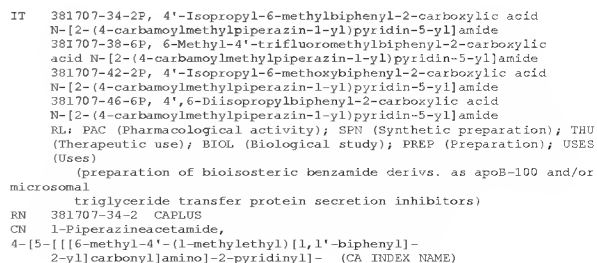 IT 381707-34-2P, 4'-Isopropyl-6-methylbiphenyl-2-carboxylic acid
N-[2-(4-carbamoylmethylpiperazin-1-yl)pyridin-5-yl]amide
381707-38-6P, 6-Methyl-4'-trifluoromethylbiphenyl-2-carboxylic
acid N-[2-(4-carbamoylmethylpiperazin-1-yl)pyridin-5-yl]amide
381707-42-2P, 4'-Isopropyl-6-methoxybiphenyl-2-carboxylic acid
N-[2-(4-carbamoylmethylpiperazin-1-yl)pyridin-5-yl]amide
381707-46-6P, 4',6-Diisopropylbiphenyl-2-carboxylic acid
N-[2-(4-carbamoylmethylpiperazin-1-yl)pyridin-5-yl]amide
RL: PAC (Pharmacological activity); SPN (Synthetic preparation); THU
(Therapeutic use); BIOL (Biological study); PREP (Preparation); USES
(Uses)
(preparation of bioisosteric benzamide derivs. as apoB-100 and/or
microsomal
triglyceride transfer protein secretion inhibitors)
RN 381707-34-2 CAPLUS
CN 1-Piperazineacetamide,
4-[5-[[[6-methyl-4'-(1-methylethyl)[1,1'-biphenyl]-
2-yl]carbonyl]amino]-2-pyridinyl]- (CA INDEX NAME)